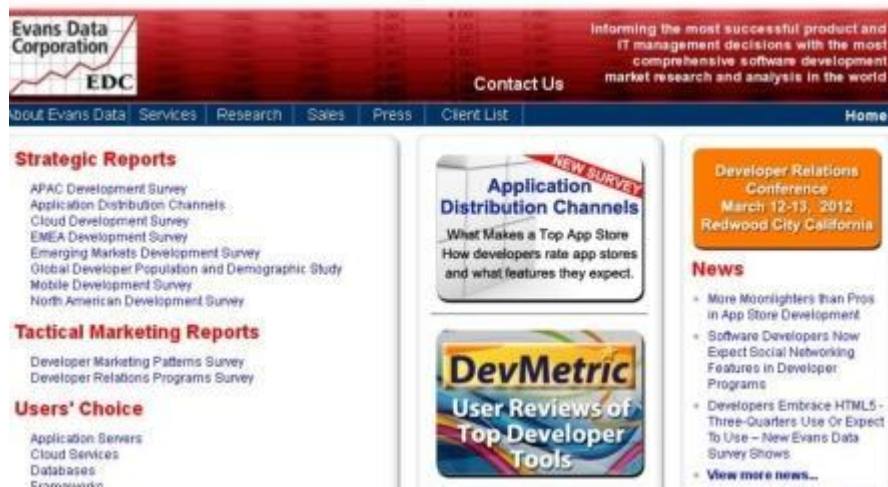 Evans Data
Corporation
EDC
Contact Us
Informing the most successful product and
IT management decisions with the most
comprehensive software development
market research and analysis in the world
About Evans Data
Services
Research
Sales
Press
Client List
Home
Strategic Reports
APAC Development Survey
Application Distribution Channels
Cloud Development Survey
EMEA Development Survey
Emerging Markets Development Survey
Global Developer Population and Demographic Study
Mobile Development Survey
North American Development Survey
Tactical Marketing Reports
Developer Marketing Patterns Survey
Developer Relations Programs Survey
Users' Choice
Application Servers
Cloud Services
Databases
Frameworks
NEW SURVEY
Application
Distribution Channels
What Makes a Top App Store
How developers rate app stores
and what features they expect.
DevMetric
User Reviews of
Top Developer
Tools
Developer Relations
Conference
March 12-13, 2012
Redwood City California
News
More Moonlighters than Pros
in App Store Development
Software Developers Now
Expect Social Networking
Features in Developer
Programs
Developers Embrace HTML5 -
Three-Quarters Use Or Expect
To Use – New Evans Data
Survey Shows
View more news...